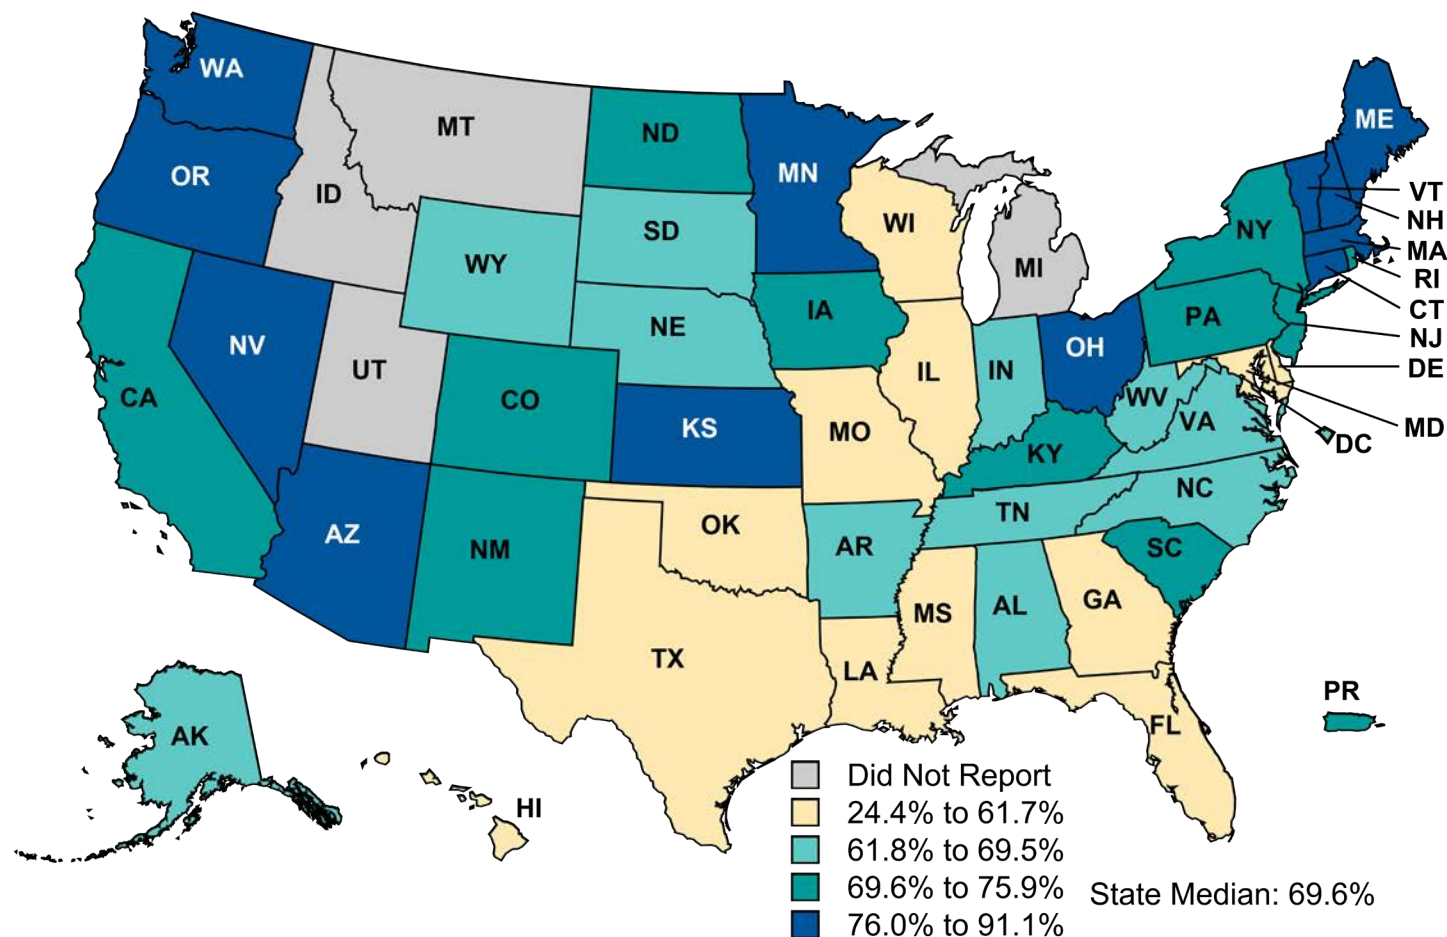 WA
MT
ND
MN
ME
OR
ID
SD
WI
MI
NY
VT
NH
MA
RI
CT
NJ
DE
MD
DC
WY
NE
IA
PA
NV
UT
CO
KS
IL
IN
OH
WV
VA
CA
MO
KY
NC
TN
AZ
NM
OK
AR
SC
MS
AL
GA
TX
LA
FL
PR
AK
HI
Did Not Report
24.4% to 61.7%
61.8% to 69.5%
69.6% to 75.9%
State Median: 69.6%
76.0% to 91.1%